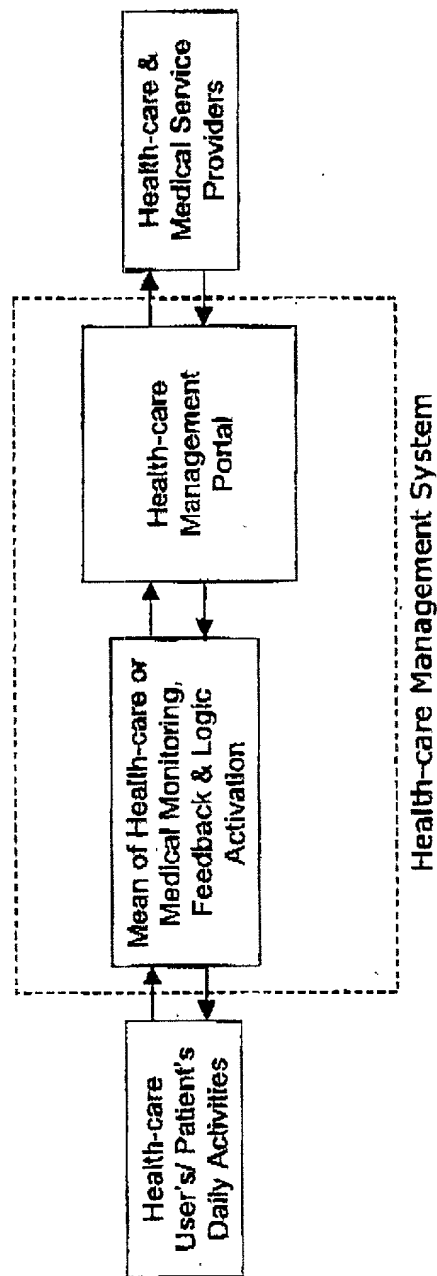 Health-care
User's/ Patient's
Daily Activities
Mean of Health-care or
Medical Monitoring,
Feedback & Logic
Activation
Health-care
Management
Portal
Health-care &
Medical Service
Providers
Health-care Management System